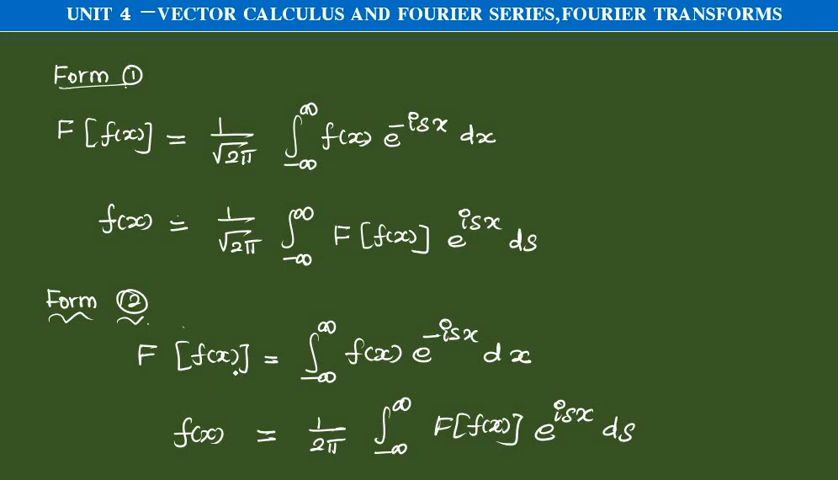 UNIT 4 —VECTOR CALCULUS AND FOURIER SERIES,FOURIER TRANSFORMS
Form ①
F[f(x)] = 1/√2π ∫_{-∞}^{∞} f(x) e^{-isx} dx
f(x) = 1/√2π ∫_{-∞}^{∞} F[f(x)] e^{isx} ds
Form ②
F [f(x)] = ∫_{-∞}^{∞} f(x) e^{-isx} dx
f(x) = 1/2π ∫_{-∞}^{∞} F[f(x)] e^{isx} ds